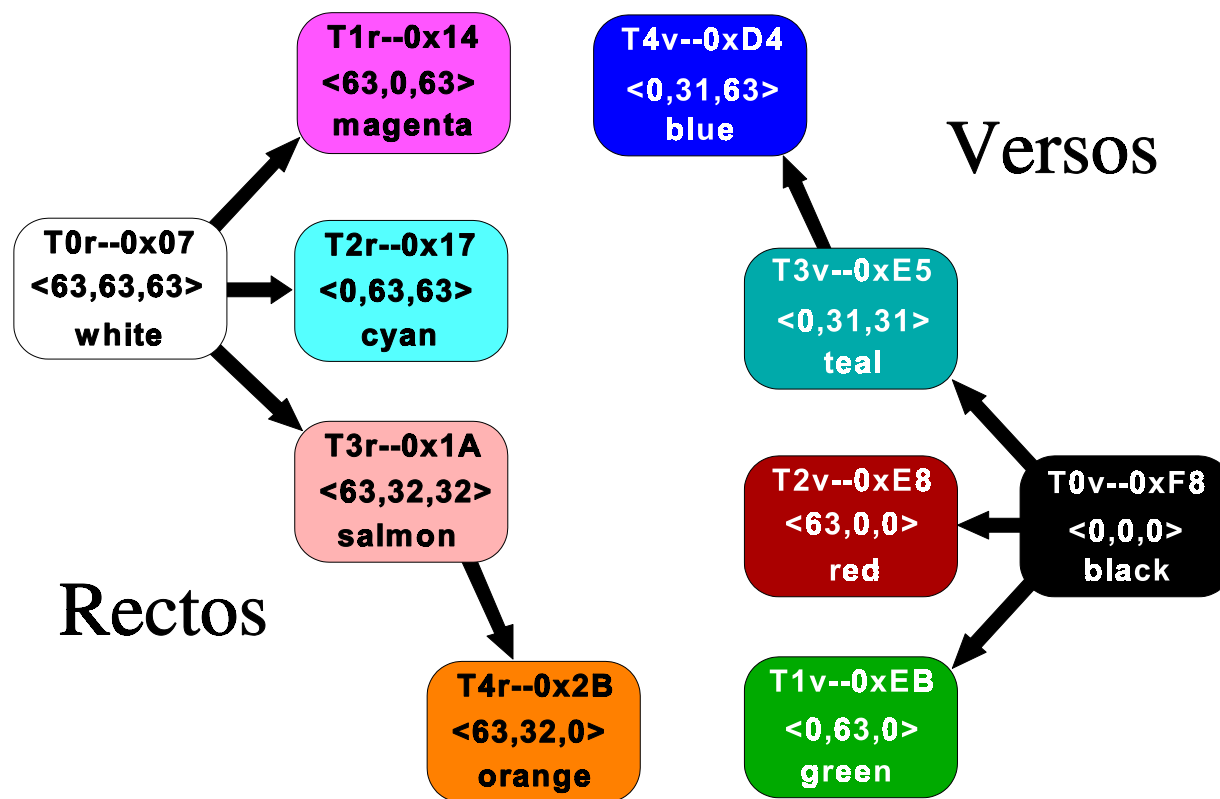 T1r--0x14
<63,0,63>
magenta
T4v--0xD4
<0,31,63>
blue
Versos
T0r--0x07
<63,63,63>
white
T2r--0x17
<0,63,63>
cyan
T3v--0xE5
<0,31,31>
teal
T3r--0x1A
<63,32,32>
salmon
T2v--0xE8
<63,0,0>
red
T0v--0xF8
<0,0,0>
black
Rectos
T4r--0x2B
<63,32,0>
orange
T1v--0xEB
<0,63,0>
green